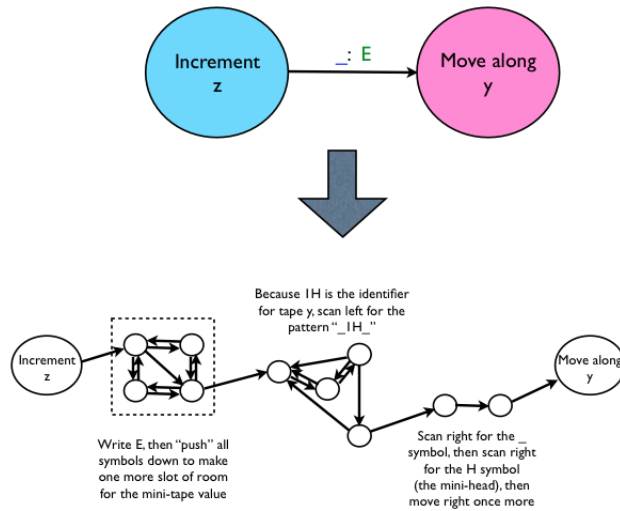 Increment
z
_: E
Move along
y
Because 1H is the identifier
for tape y, scan left for the
pattern “_1H_”
Increment
z
Move along
y
Write E, then “push” all
symbols down to make
one more slot of room
for the mini-tape value
Scan right for the _
symbol, then scan right
for the H symbol
(the mini-head), then
move right once more